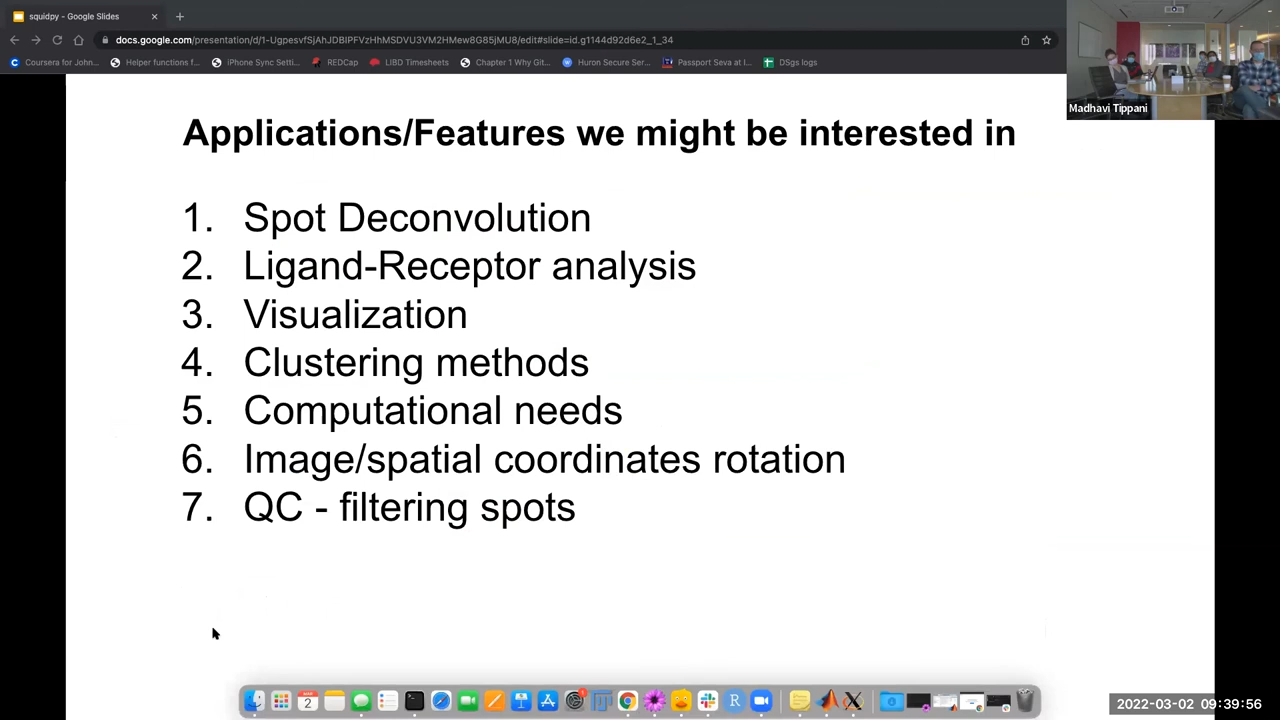 squidpy - Google Slides
docs.google.com/presentation/d/1-UgpesvfSjAhJDBIPFVzHhMSDVU3VM2HMew8G85jMU8/edit#slide=id.g1144d92d6e2_1_34
Coursera for John...
Helper functions f...
iPhone Sync Setti...
REDCap
LIBD Timesheets
Chapter 1 Why Git...
Huron Secure Ser...
Passport Seva at I...
DSgs logs
Madhavi Tippani
Applications/Features we might be interested in
1. Spot Deconvolution
2. Ligand-Receptor analysis
3. Visualization
4. Clustering methods
5. Computational needs
6. Image/spatial coordinates rotation
7. QC - filtering spots
MAR
2
2022-03-02 09:39:56